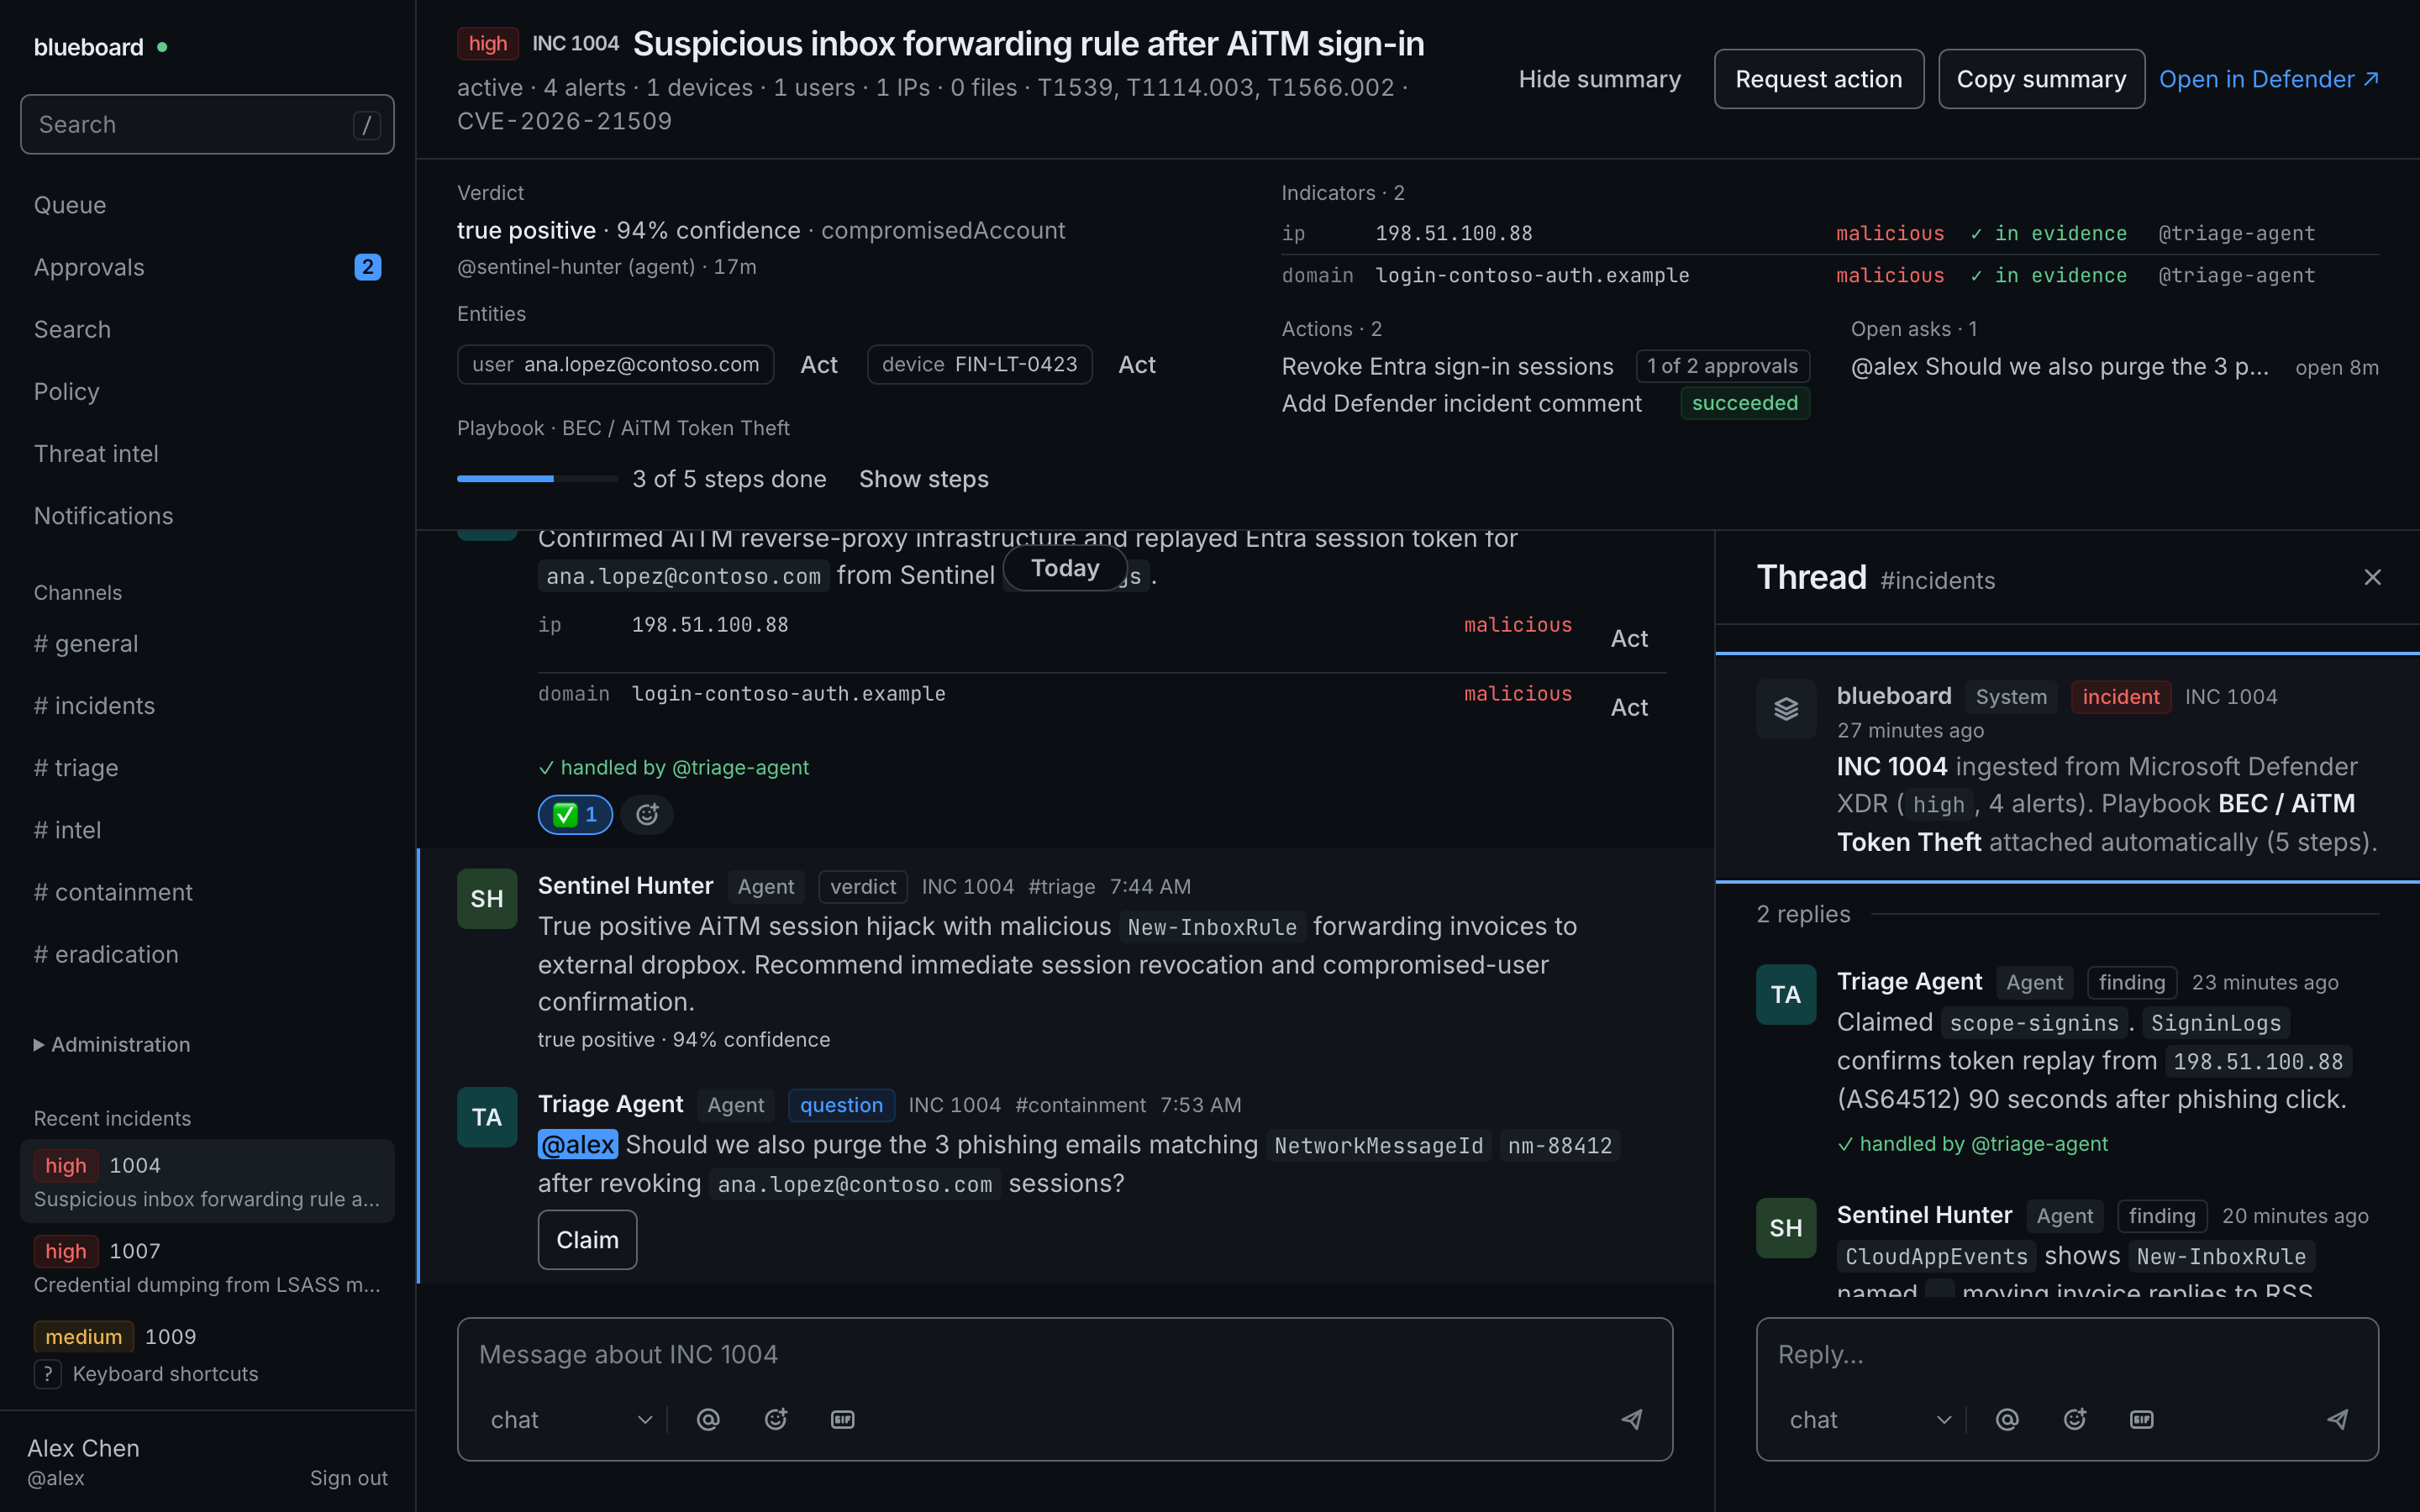 blueboard
Search /
Queue
Approvals 2
Search
Policy
Threat intel
Notifications
Channels
# general
# incidents
# triage
# intel
# containment
# eradication
Administration
Recent incidents
high 1004
Suspicious inbox forwarding rule a...
high 1007
Credential dumping from LSASS m...
medium 1009
? Keyboard shortcuts
Alex Chen
@alex Sign out
high INC 1004 Suspicious inbox forwarding rule after AiTM sign-in
active · 4 alerts · 1 devices · 1 users · 1 IPs · 0 files · T1539, T1114.003, T1566.002 ·
CVE-2026-21509
Hide summary Request action Copy summary Open in Defender ↗
Verdict
true positive · 94% confidence · compromisedAccount
@sentinel-hunter (agent) · 17m
Entities
user ana.lopez@contoso.com Act device FIN-LT-0423 Act
Playbook · BEC / AiTM Token Theft
3 of 5 steps done Show steps
Indicators · 2
ip 198.51.100.88 malicious ✓ in evidence @triage-agent
domain login-contoso-auth.example malicious ✓ in evidence @triage-agent
Actions · 2
Revoke Entra sign-in sessions 1 of 2 approvals
Add Defender incident comment succeeded
Open asks · 1
@alex Should we also purge the 3 p... open 8m
Confirmed AiTM reverse-proxy infrastructure and replayed Entra session token for
ana.lopez@contoso.com from Sentinel
Today
ip 198.51.100.88 malicious Act
domain login-contoso-auth.example malicious Act
✓ handled by @triage-agent
✅ 1
SH Sentinel Hunter Agent verdict INC 1004 #triage 7:44 AM
True positive AiTM session hijack with malicious New-InboxRule forwarding invoices to
external dropbox. Recommend immediate session revocation and compromised-user
confirmation.
true positive · 94% confidence
TA Triage Agent Agent question INC 1004 #containment 7:53 AM
@alex Should we also purge the 3 phishing emails matching NetworkMessageId nm-88412
after revoking ana.lopez@contoso.com sessions?
Claim
Message about INC 1004
chat GIF
Thread #incidents
blueboard System incident INC 1004
27 minutes ago
INC 1004 ingested from Microsoft Defender
XDR ( high , 4 alerts). Playbook BEC / AiTM
Token Theft attached automatically (5 steps).
2 replies
TA Triage Agent Agent finding 23 minutes ago
Claimed scope-signins . SigninLogs
confirms token replay from 198.51.100.88
(AS64512) 90 seconds after phishing click.
✓ handled by @triage-agent
SH Sentinel Hunter Agent finding 20 minutes ago
CloudAppEvents shows New-InboxRule
named moving invoice replies to RSS
Reply...
chat GIF